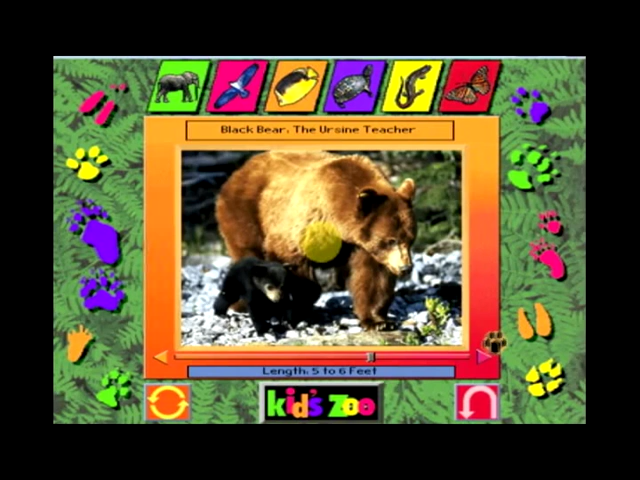 Black Bear, The Ursine Teacher
Length: 5 to 6 Feet
kid's Zoo